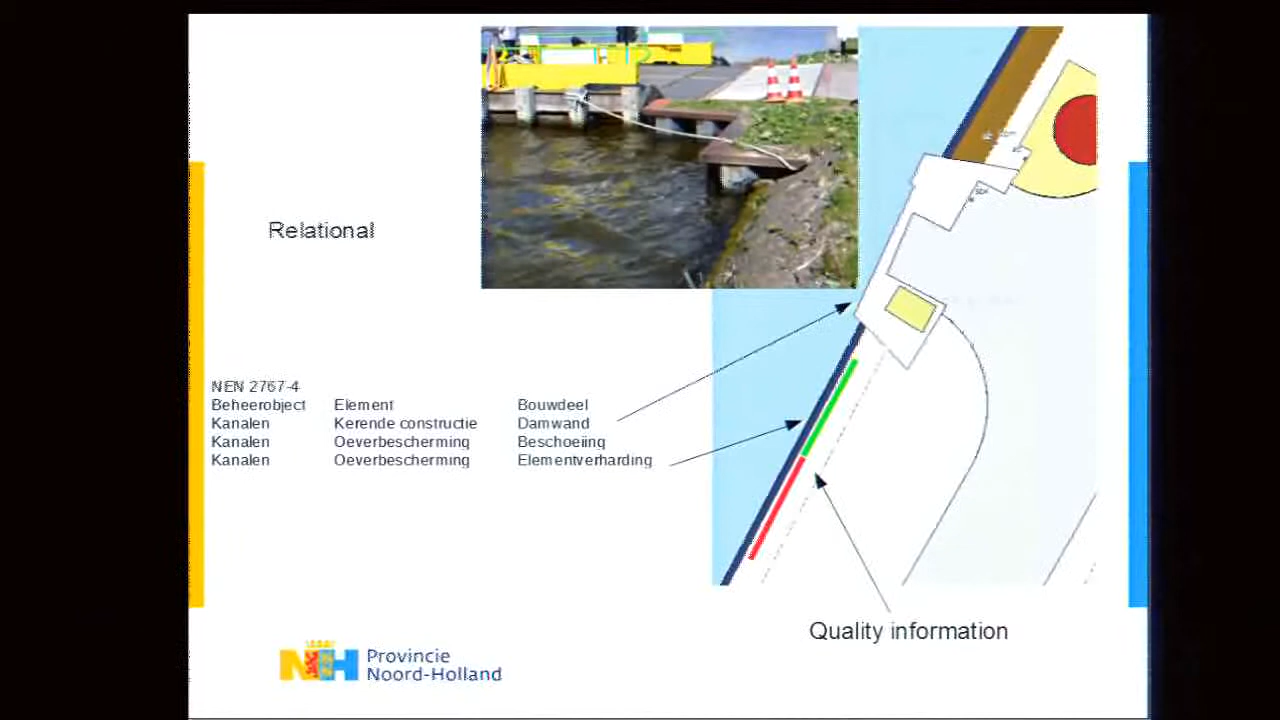 Relational
NEN 2767-4
Beheerobject Element Bouwdeel
Kanalen Kerende constructie Damwand
Kanalen Oeverbescherming Beschoeiing
Kanalen Oeverbescherming Elementverharding
Quality information
NH Provincie
Noord-Holland